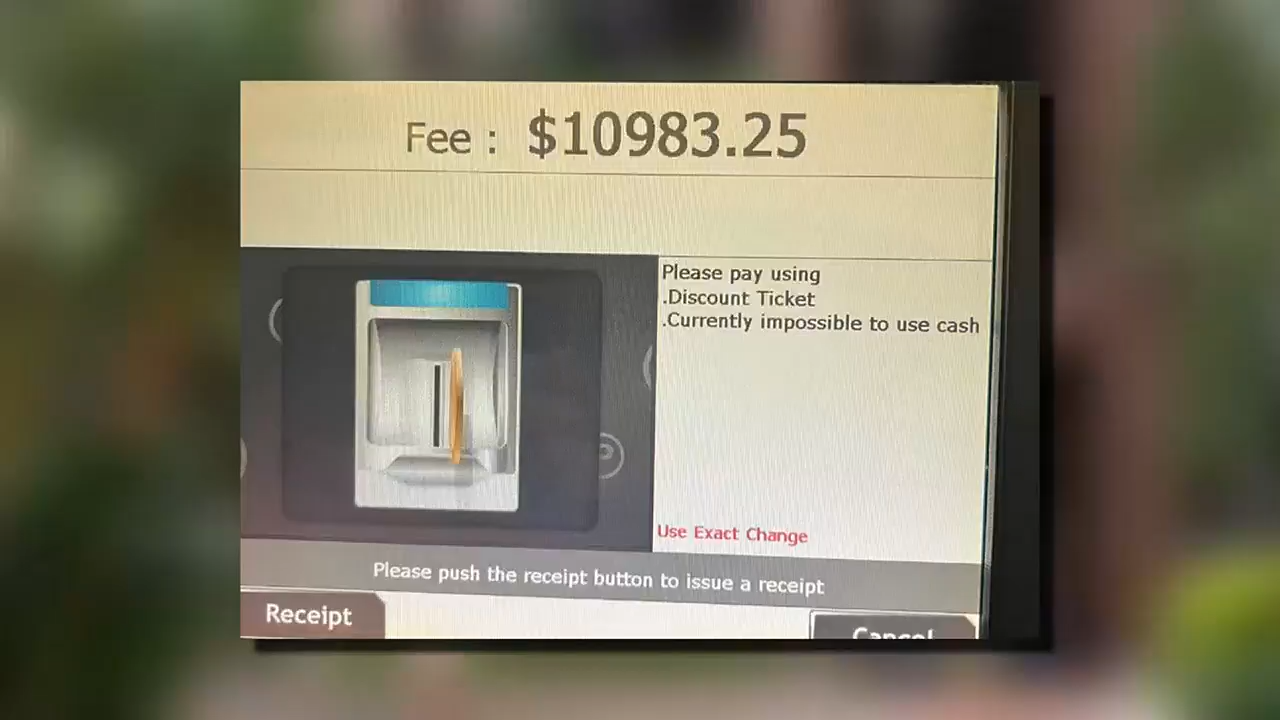 Fee : $10983.25
Please pay using
.Discount Ticket
.Currently impossible to use cash
Use Exact Change
Please push the receipt button to issue a receipt
Receipt
Cancel